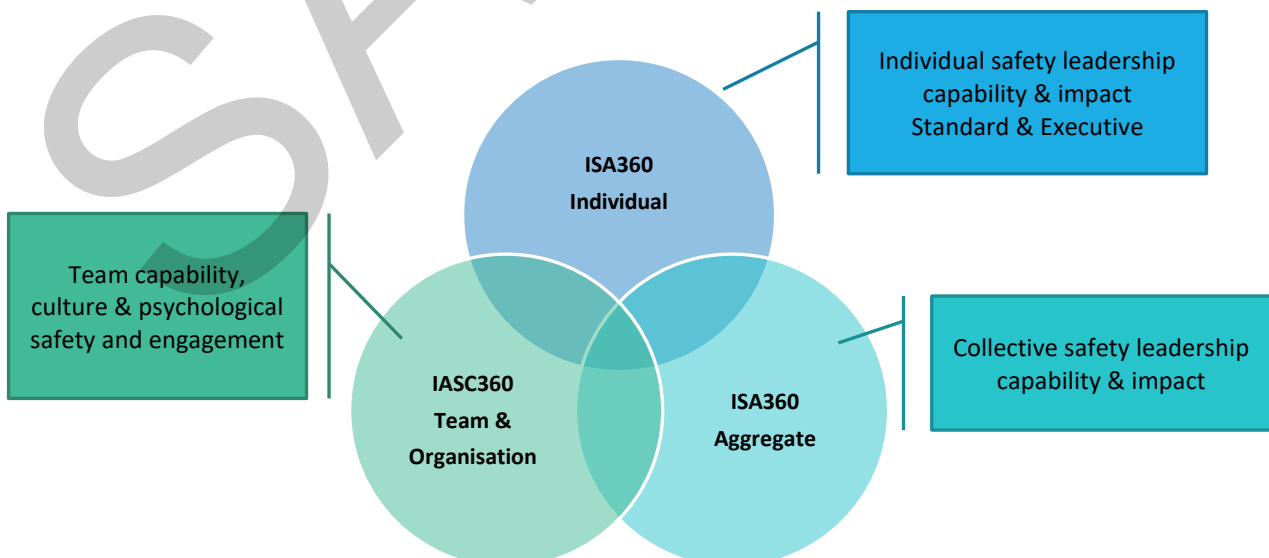 Individual safety leadership
capability & impact
Standard & Executive
ISA360
Individual
Team capability,
culture & psychological
safety and engagement
Collective safety leadership
capability & impact
IASC360
Team &
Organisation
ISA360
Aggregate